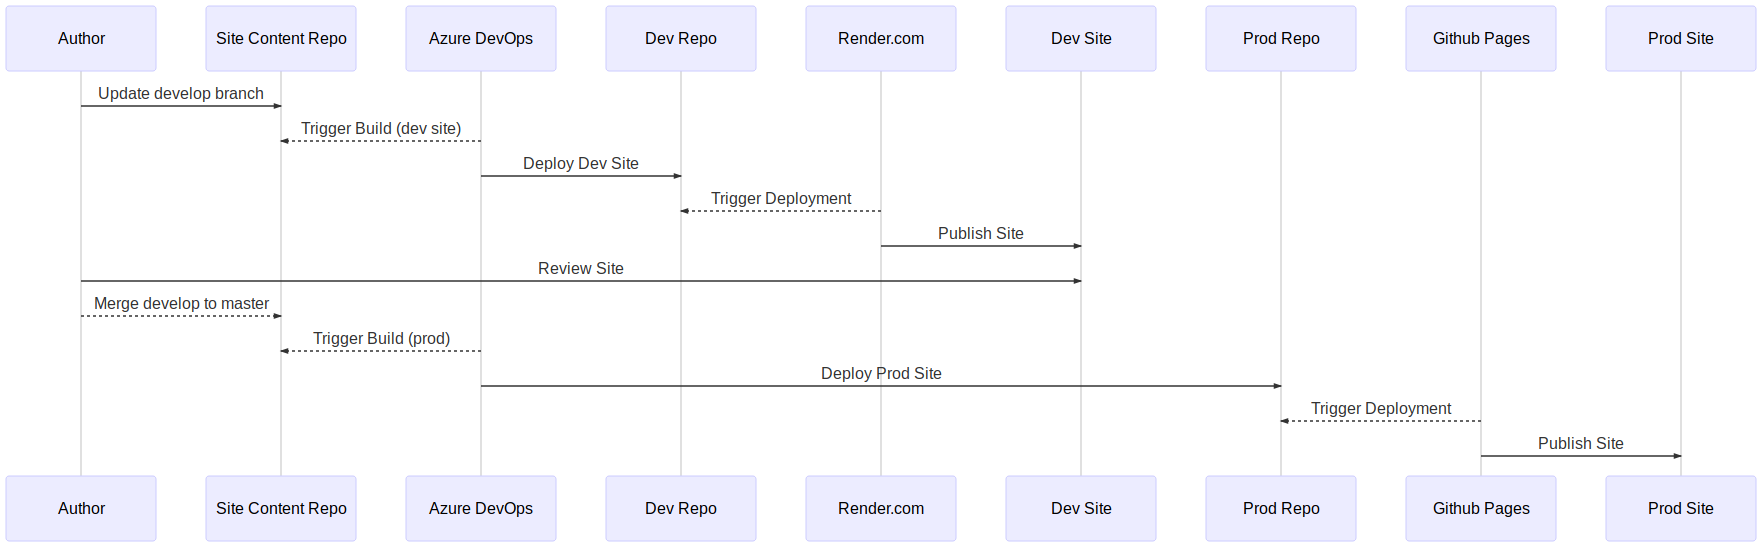 Author
Site Content Repo
Azure DevOps
Dev Repo
Render.com
Dev Site
Prod Repo
Github Pages
Prod Site
Update develop branch
Trigger Build (dev site)
Deploy Dev Site
Trigger Deployment
Publish Site
Review Site
Merge develop to master
Trigger Build (prod)
Deploy Prod Site
Trigger Deployment
Publish Site
Author
Site Content Repo
Azure DevOps
Dev Repo
Render.com
Dev Site
Prod Repo
Github Pages
Prod Site